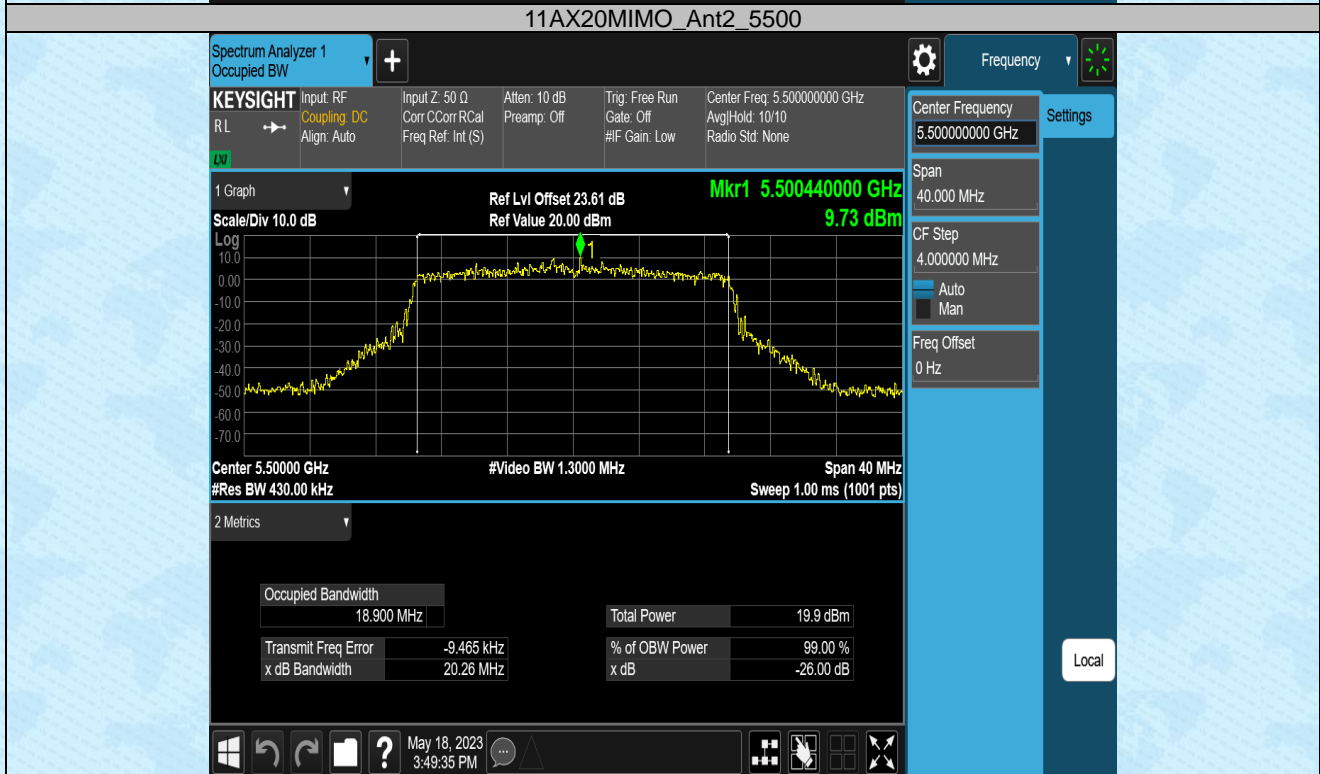 11AX20MIMO_Ant2_5500
Spectrum Analyzer 1
Occupied BW
Frequency
KEYSIGHT
RL
LXI
Input: RF
Coupling: DC
Align: Auto
Input Z: 50 Ω
Corr CCorr RCal
Freq Ref: Int (S)
Atten: 10 dB
Preamp: Off
Trig: Free Run
Gate: Off
#IF Gain: Low
Center Freq: 5.500000000 GHz
Avg|Hold: 10/10
Radio Std: None
Center Frequency
5.500000000 GHz
Settings
Span
40.000 MHz
CF Step
4.000000 MHz
Auto
Man
Freq Offset
0 Hz
1 Graph
Scale/Div 10.0 dB
Ref Lvl Offset 23.61 dB
Ref Value 20.00 dBm
Mkr1 5.500440000 GHz
9.73 dBm
Log
10.0
0.00
-10.0
-20.0
-30.0
-40.0
-50.0
-60.0
-70.0
1
Center 5.50000 GHz
#Video BW 1.3000 MHz
Span 40 MHz
#Res BW 430.00 kHz
Sweep 1.00 ms (1001 pts)
2 Metrics
Occupied Bandwidth
18.900 MHz
Total Power 19.9 dBm
Transmit Freq Error -9.465 kHz
% of OBW Power 99.00 %
x dB Bandwidth 20.26 MHz
x dB -26.00 dB
Local
May 18, 2023
3:49:35 PM